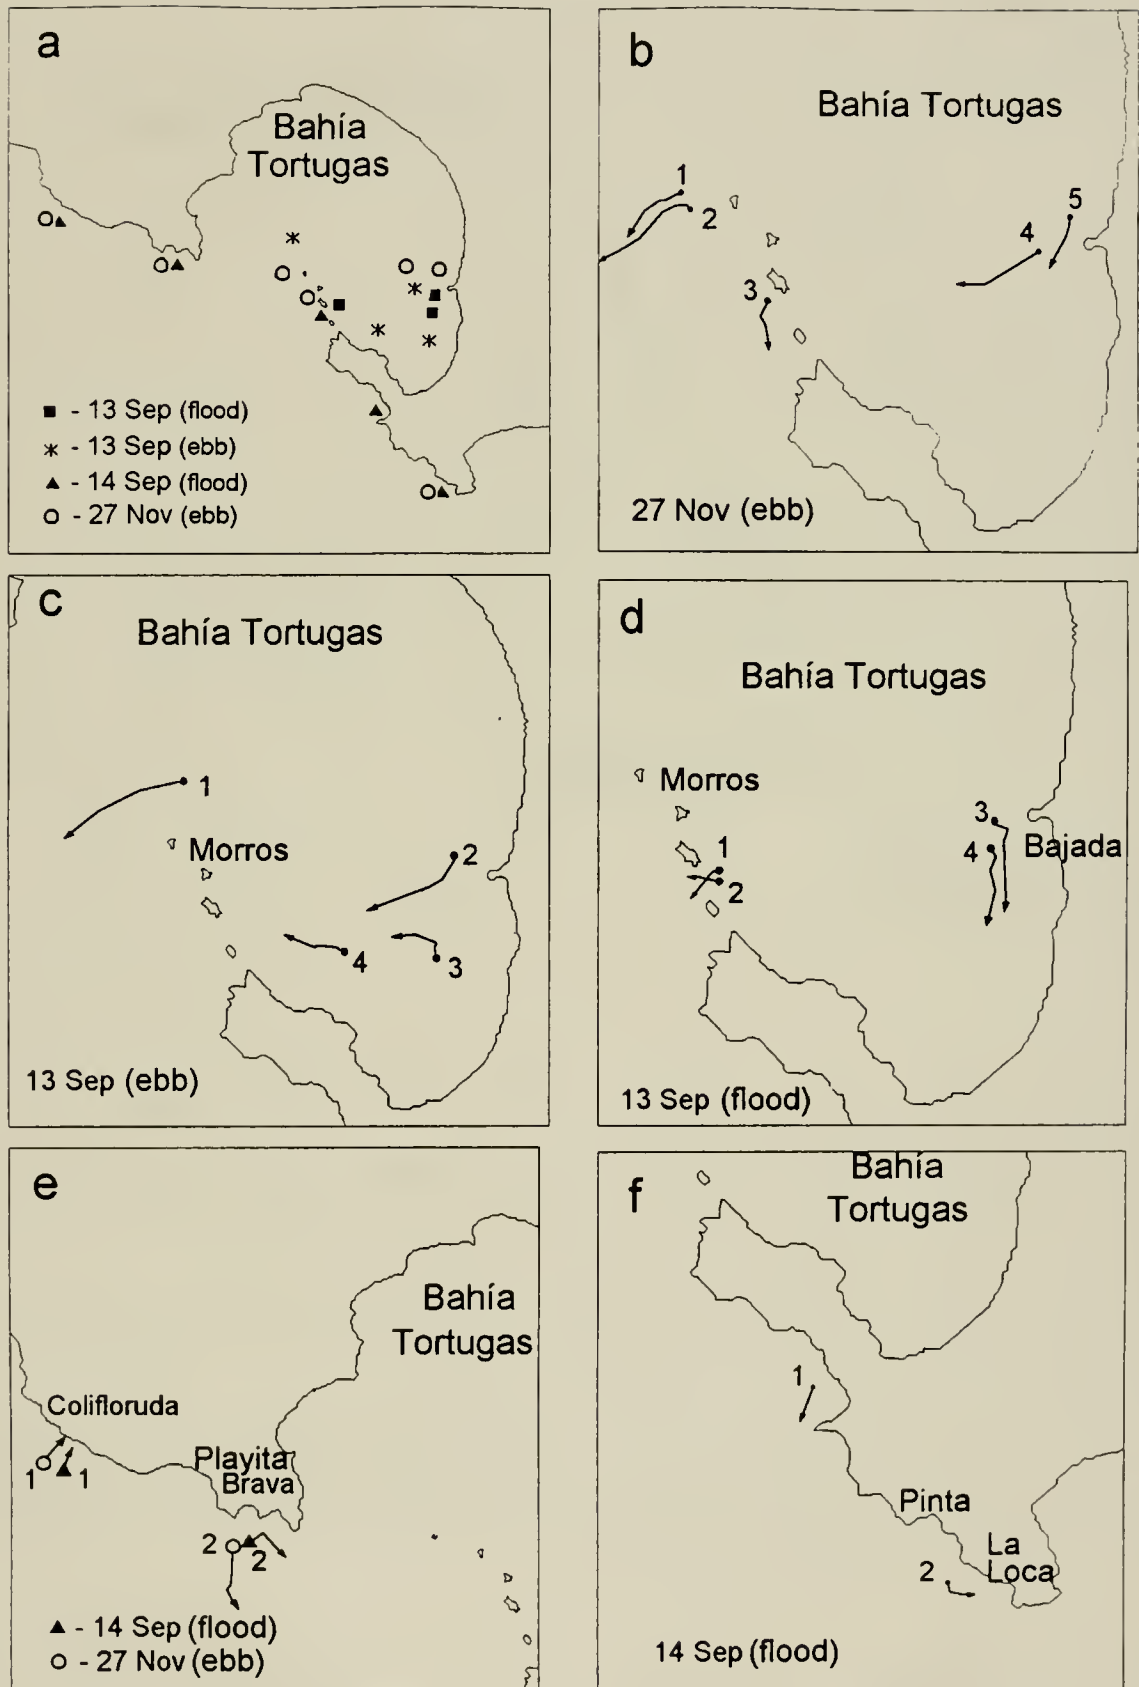 a
Bahía
Tortugas
■ - 13 Sep (flood)
✳ - 13 Sep (ebb)
▲ - 14 Sep (flood)
○ - 27 Nov (ebb)
b
Bahía Tortugas
1
2
3
4
5
27 Nov (ebb)
c
Bahía Tortugas
1
Morros
2
4
3
13 Sep (ebb)
d
Bahía Tortugas
Morros
1
2
3
4
Bajada
13 Sep (flood)
e
Bahía
Tortugas
Colifloruda
Playita
Brava
1
1
2
2
▲ - 14 Sep (flood)
○ - 27 Nov (ebb)
f
Bahía
Tortugas
1
Pinta
La
Loca
2
14 Sep (flood)